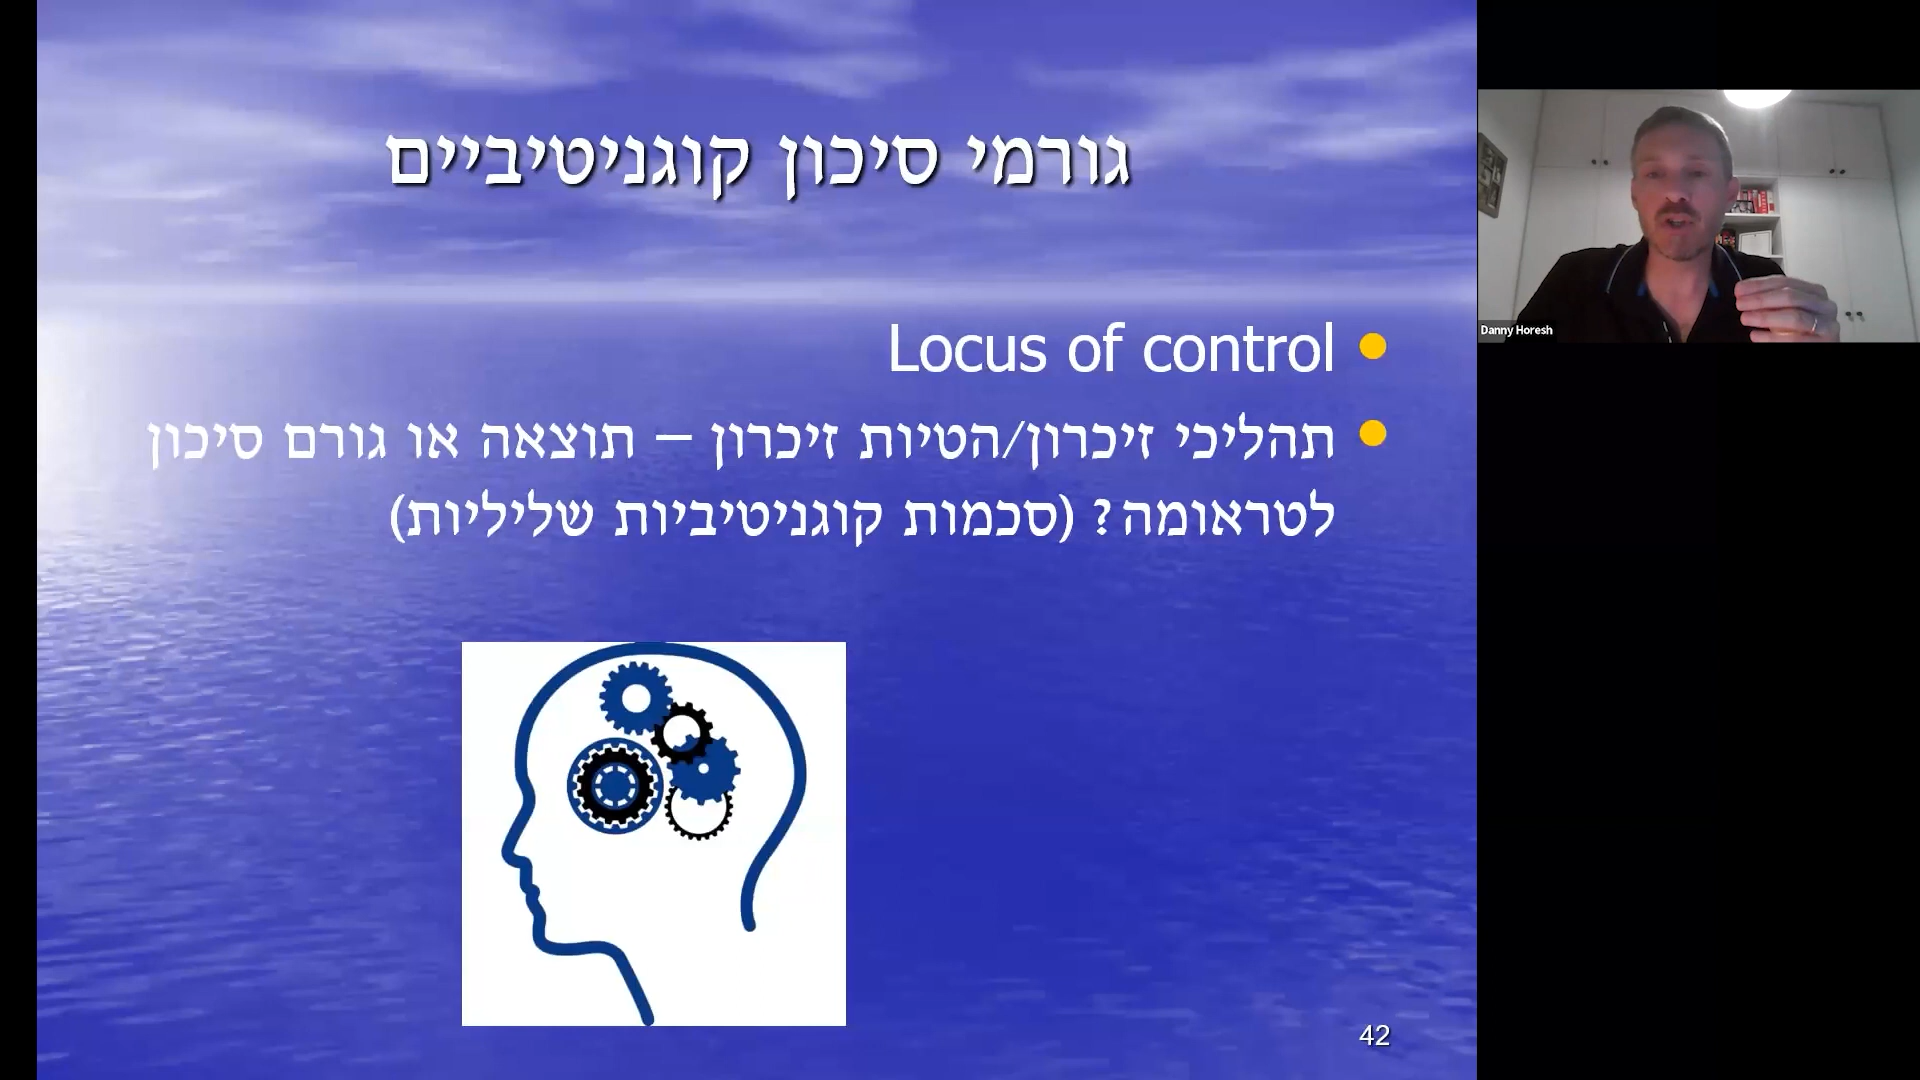 גורמי סיכון קוגניטיביים
Locus of control
תהליכי זיכרון/הטיות זיכרון – תוצאה או גורם סיכון
לטראומה? (סכמות קוגניטיביות שליליות)
42
Danny Horesh